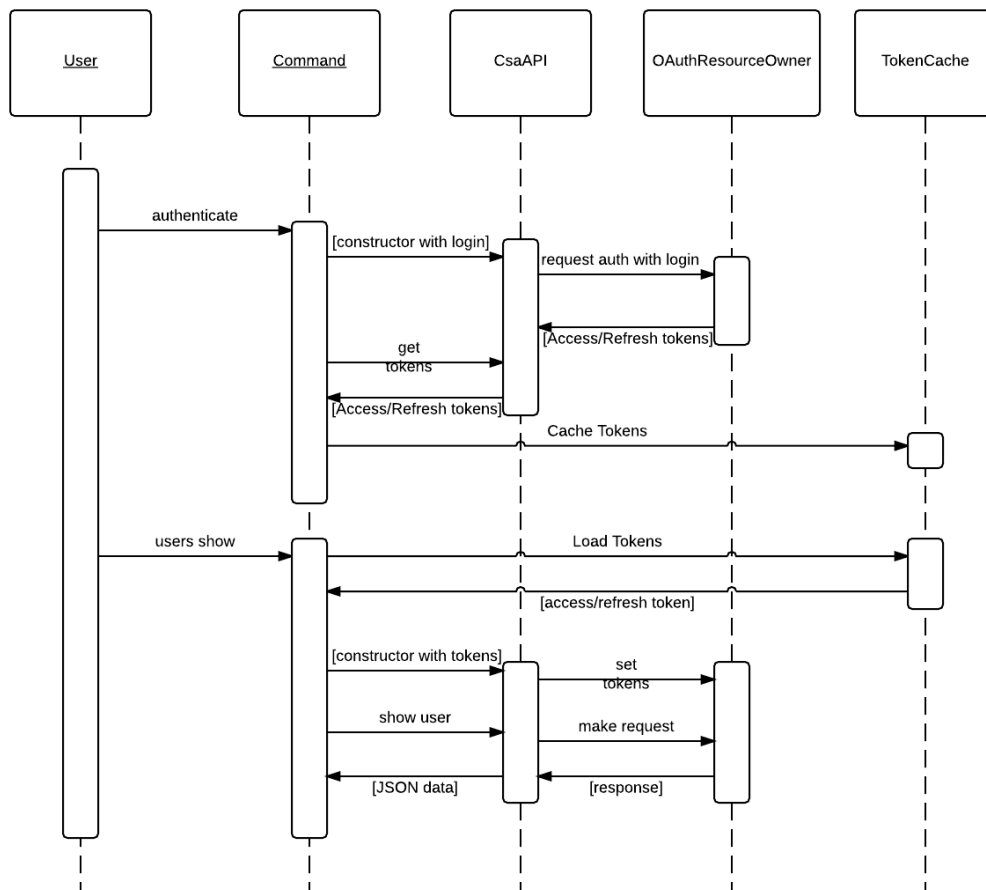 User
Command
CsaAPI
OAuthResourceOwner
TokenCache
authenticate
[constructor with login]
request auth with login
[Access/Refresh tokens]
get
tokens
[Access/Refresh tokens]
Cache Tokens
users show
Load Tokens
[access/refresh token]
[constructor with tokens]
set
tokens
show user
make request
[JSON data]
[response]